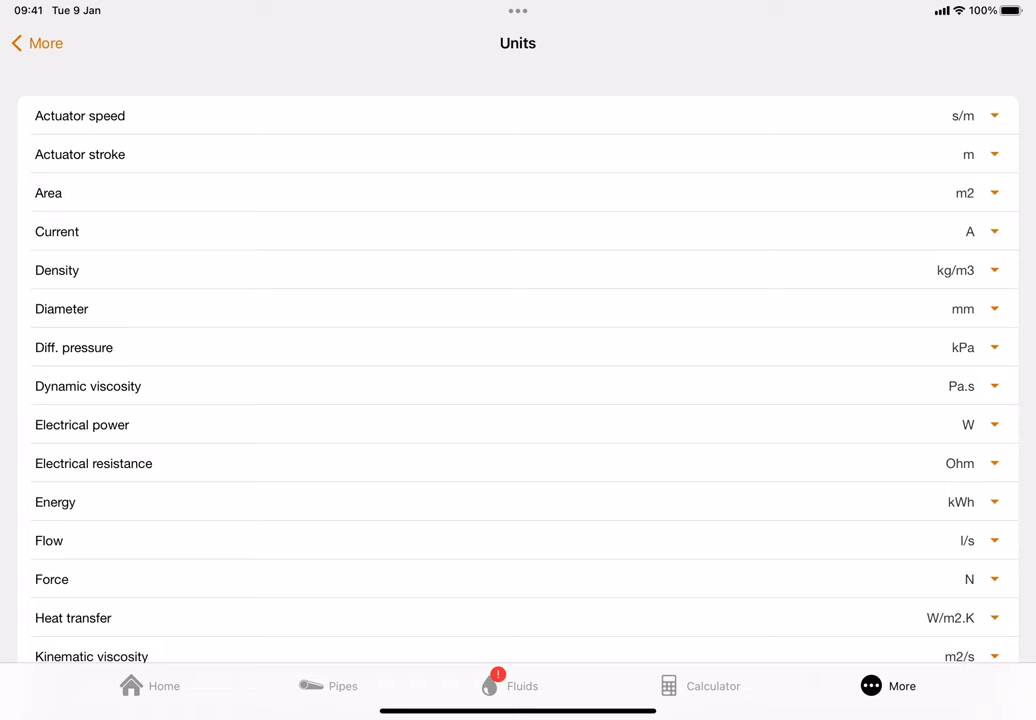 09:41 Tue 9 Jan
100%
More
Units
Actuator speed s/m
Actuator stroke m
Area m2
Current A
Density kg/m3
Diameter mm
Diff. pressure kPa
Dynamic viscosity Pa.s
Electrical power W
Electrical resistance Ohm
Energy kWh
Flow l/s
Force N
Heat transfer W/m2.K
Kinematic viscosity m2/s
Home Pipes ! Fluids Calculator More